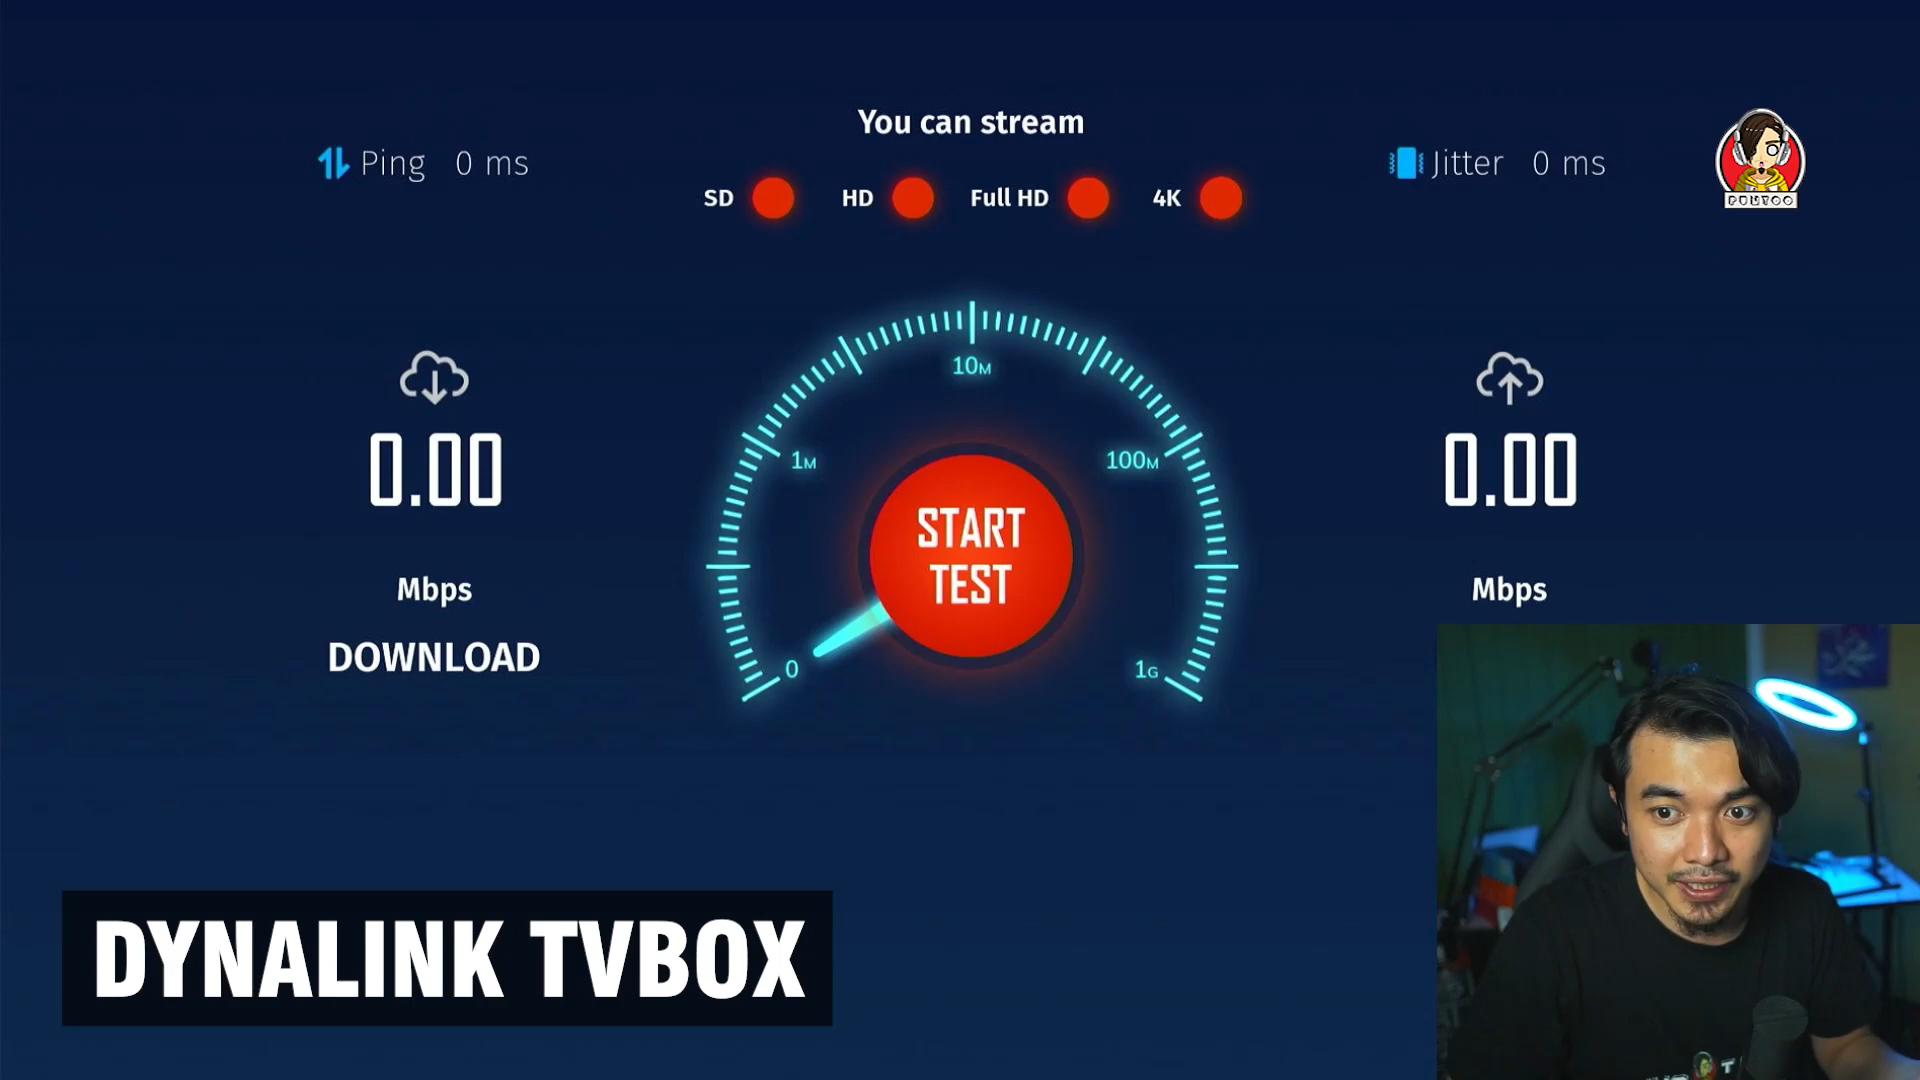 You can stream
Ping 0 ms
SD HD Full HD 4K
Jitter 0 ms
PUNTOO
10M
1M
100M
0.00
START
TEST
0.00
Mbps
Mbps
DOWNLOAD
0
1G
DYNALINK TVBOX